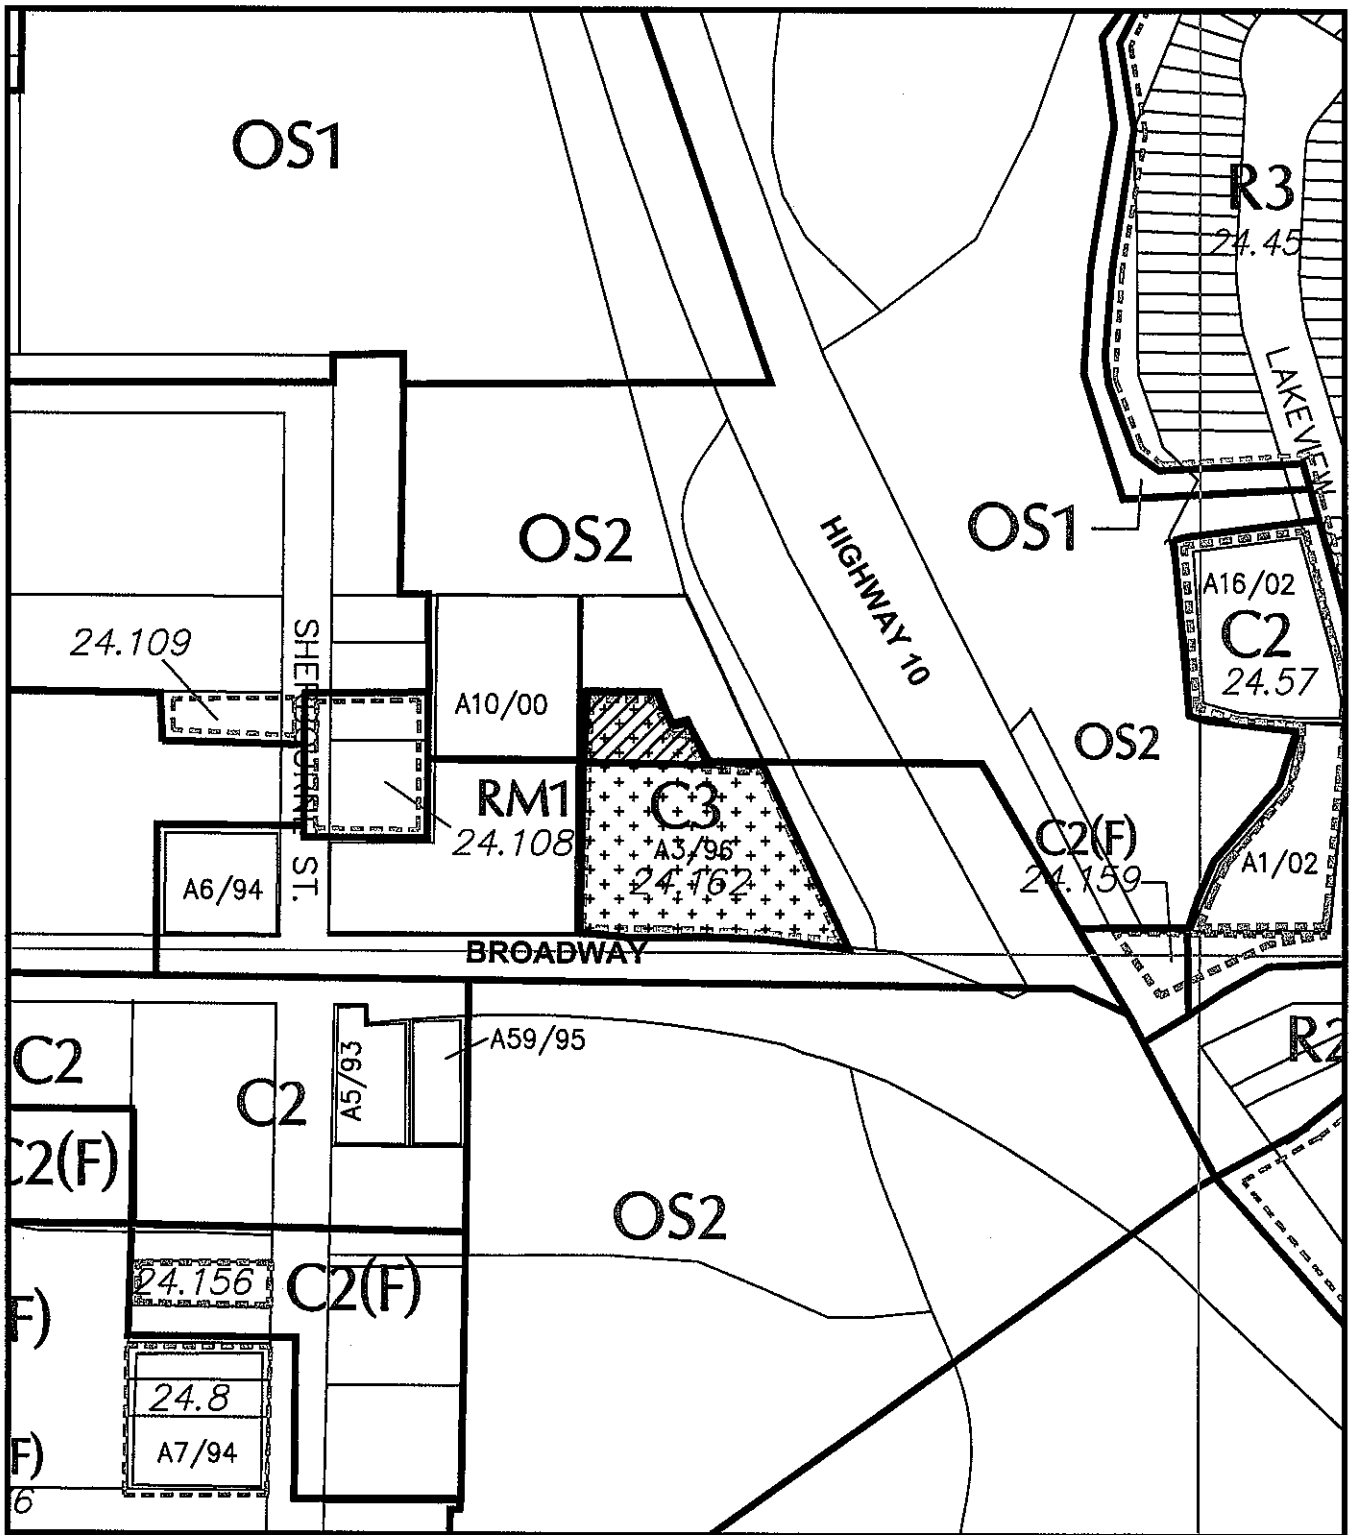 OS1
R3
24.45
LAKEVIEW
OS2
HIGHWAY 10
OS1
A16/02
C2
24.57
24.109
SHERBOURNE ST.
A10/00
OS2
RM1
24.108
C3
A3/96
24.162
C2(F)
24.159
A1/02
A6/94
BROADWAY
C2
C2
A5/93
A59/95
R2
C2(F)
OS2
24.156
C2(F)
F)
24.8
A7/94
F)
6